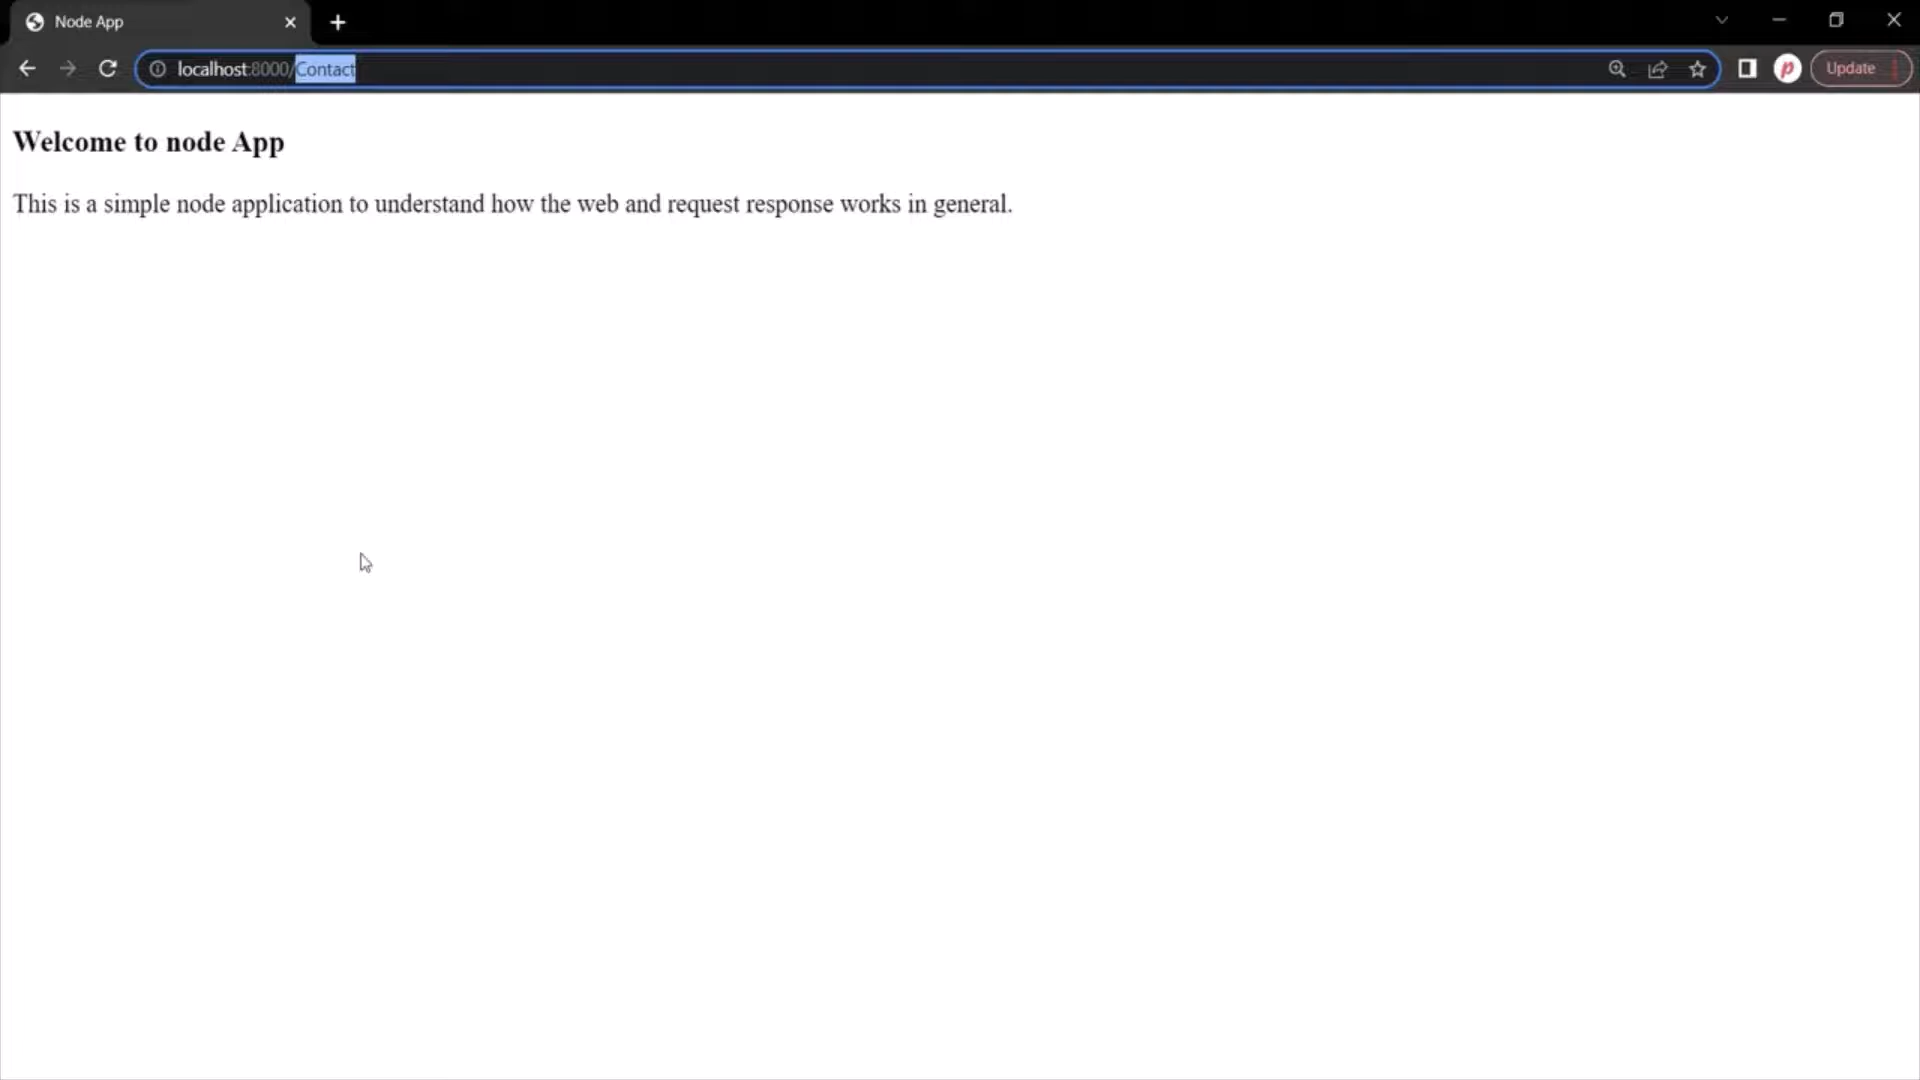 Node App
localhost:8000/Contact
Update
Welcome to node App
This is a simple node application to understand how the web and request response works in general.